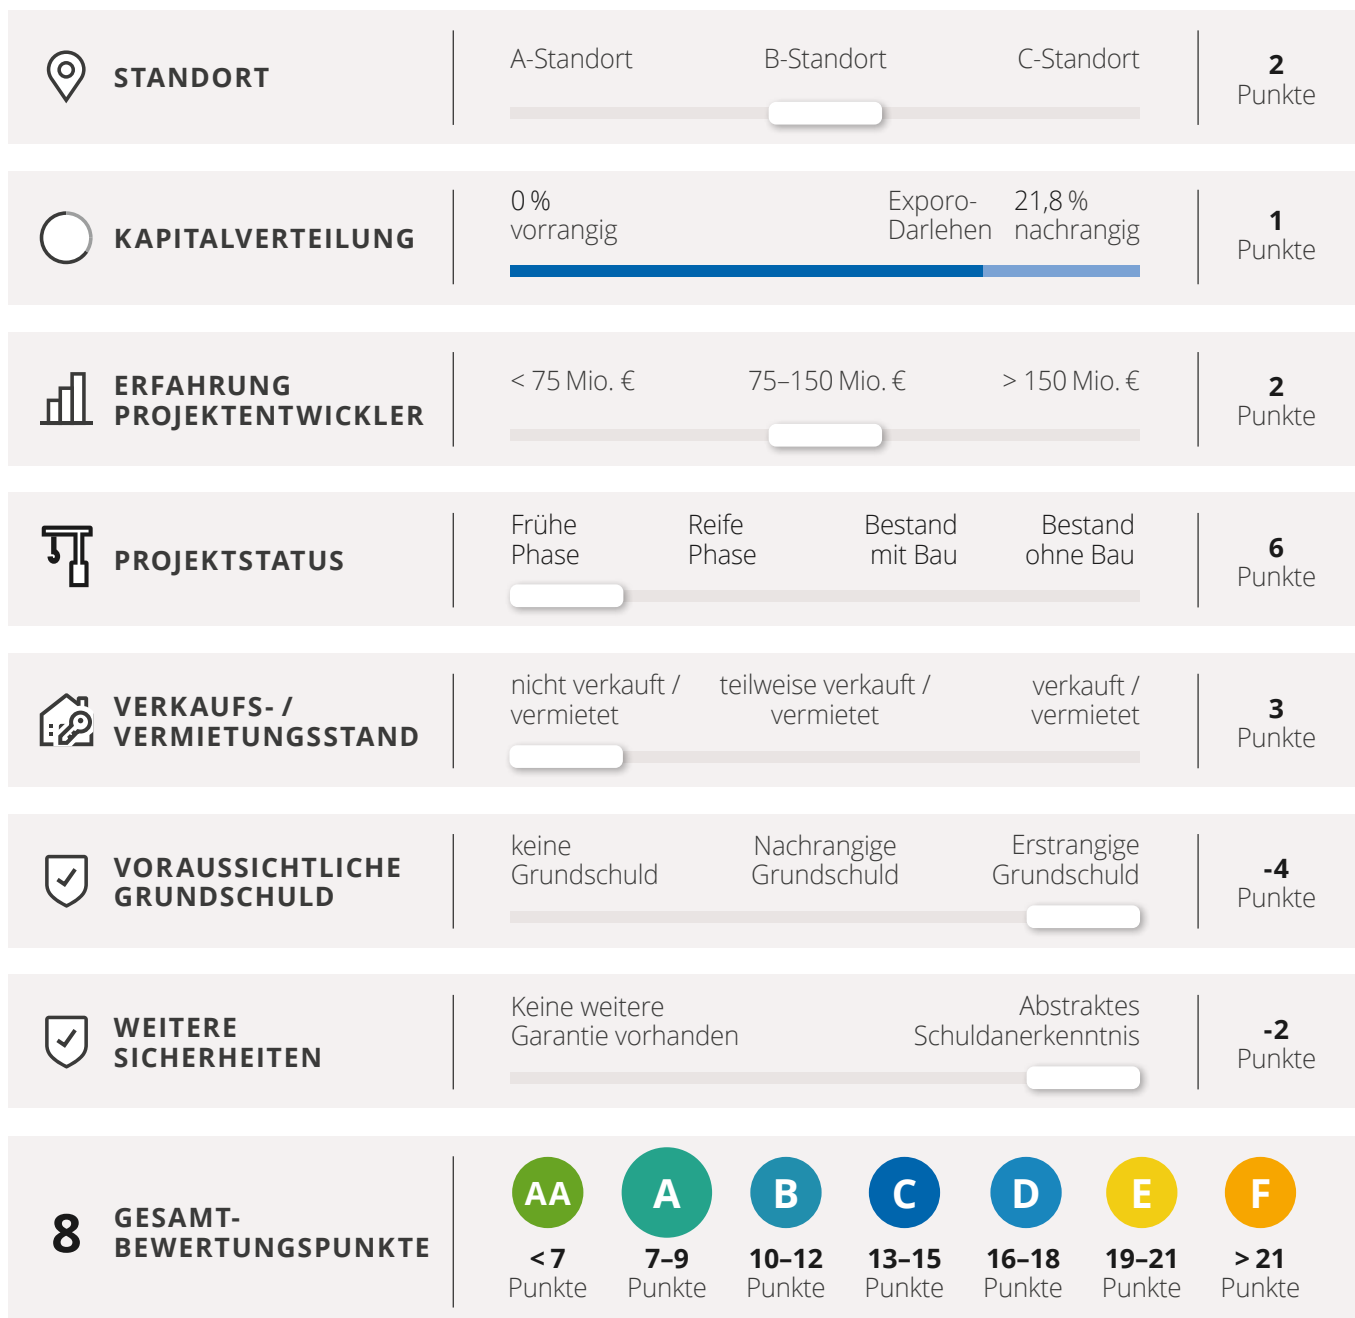 STANDORT
A-Standort
B-Standort
C-Standort
2
Punkte
KAPITALVERTEILUNG
0 %
vorrangig
Exporo-
Darlehen
21,8 %
nachrangig
1
Punkte
ERFAHRUNG
PROJEKTENTWICKLER
< 75 Mio. €
75–150 Mio. €
> 150 Mio. €
2
Punkte
PROJEKTSTATUS
Frühe
Phase
Reife
Phase
Bestand
mit Bau
Bestand
ohne Bau
6
Punkte
VERKAUFS- /
VERMIETUNGSSTAND
nicht verkauft /
vermietet
teilweise verkauft /
vermietet
verkauft /
vermietet
3
Punkte
VORAUSSICHTLICHE
GRUNDSCHULD
keine
Grundschuld
Nachrangige
Grundschuld
Erstrangige
Grundschuld
-4
Punkte
WEITERE
SICHERHEITEN
Keine weitere
Garantie vorhanden
Abstraktes
Schuldanerkenntnis
-2
Punkte
8
GESAMT-
BEWERTUNGSPUNKTE
AA
< 7
Punkte
A
7–9
Punkte
B
10–12
Punkte
C
13–15
Punkte
D
16–18
Punkte
E
19–21
Punkte
F
> 21
Punkte